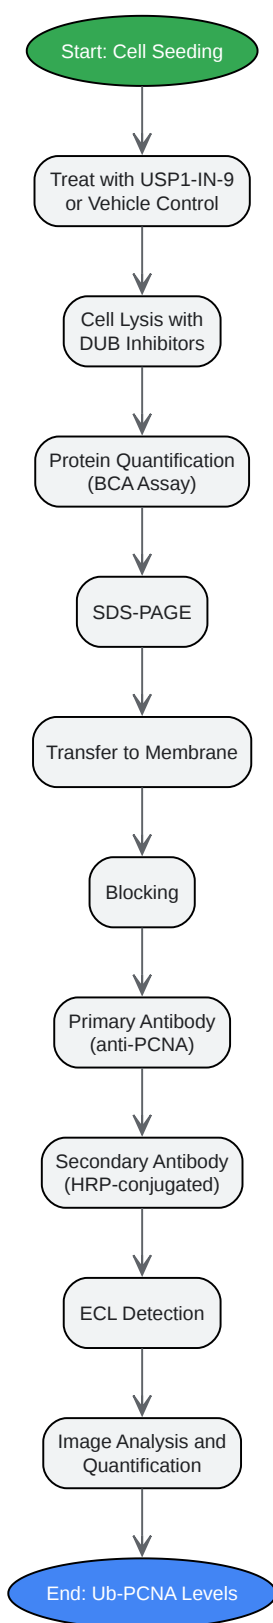 Start: Cell Seeding
Treat with USP1-IN-9
or Vehicle Control
Cell Lysis with
DUB Inhibitors
Protein Quantification
(BCA Assay)
SDS-PAGE
Transfer to Membrane
Blocking
Primary Antibody
(anti-PCNA)
Secondary Antibody
(HRP-conjugated)
ECL Detection
Image Analysis and
Quantification
End: Ub-PCNA Levels